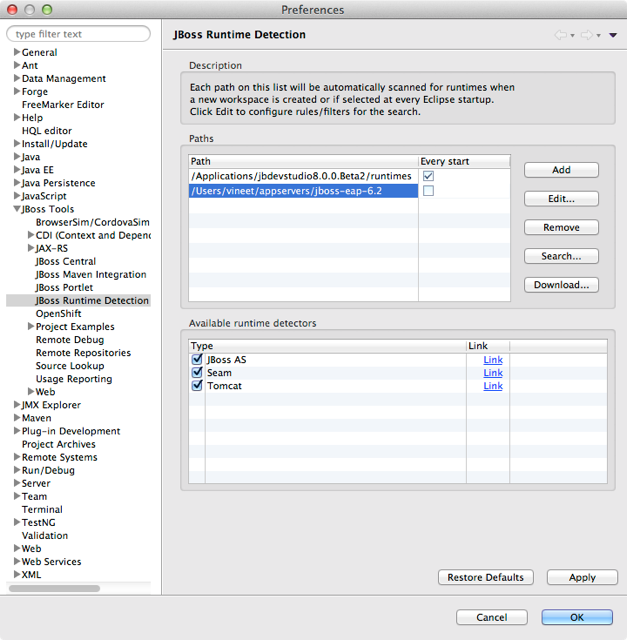 Preferences
type filter text
JBoss Runtime Detection
General
Ant
Data Management
Forge
FreeMarker Editor
Help
HQL editor
Install/Update
Java
Java EE
Java Persistence
JavaScript
JBoss Tools
BrowserSim/CordovaSim
CDI (Context and Depend
JAX-RS
JBoss Central
JBoss Maven Integration
JBoss Portlet
JBoss Runtime Detection
OpenShift
Project Examples
Remote Debug
Remote Repositories
Source Lookup
Usage Reporting
Web
JMX Explorer
Maven
Plug-in Development
Project Archives
Remote Systems
Run/Debug
Server
Team
Terminal
TestNG
Validation
Web
Web Services
XML
Description
Each path on this list will be automatically scanned for runtimes when
a new workspace is created or if selected at every Eclipse startup.
Click Edit to configure rules/filters for the search.
Paths
Path Every start
/Applications/jbdevstudio8.0.0.Beta2/runtimes
/Users/vineet/appservers/jboss-eap-6.2
Add
Edit...
Remove
Search...
Download...
Available runtime detectors
Type Link
JBoss AS Link
Seam Link
Tomcat Link
Restore Defaults Apply
Cancel OK